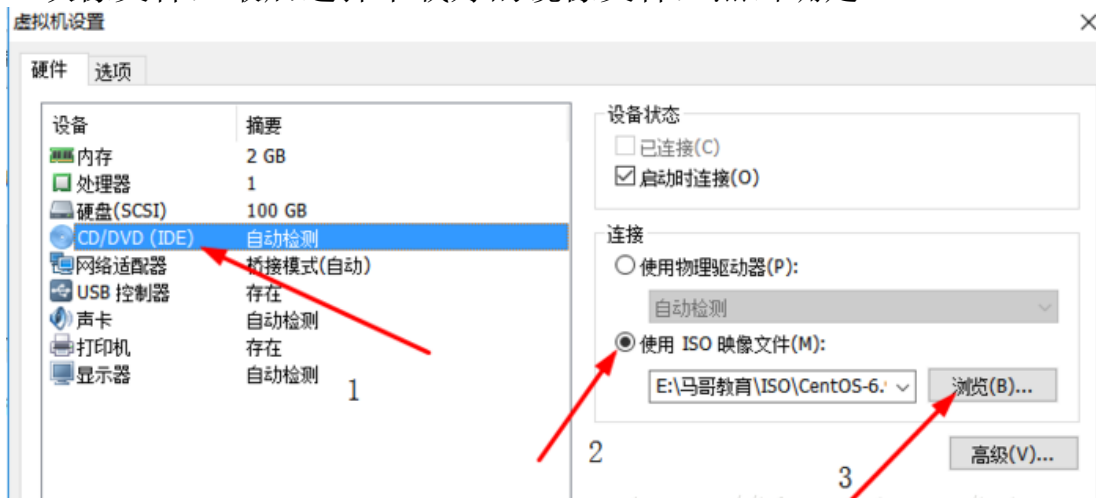 虚拟机设置
硬件 选项
设备 摘要
内存 2 GB
处理器 1
硬盘(SCSI) 100 GB
CD/DVD (IDE) 自动检测
网络适配器 桥接模式(自动)
USB 控制器 存在
声卡 自动检测
打印机 存在
显示器 自动检测
1
设备状态
已连接(C)
启动时连接(O)
连接
使用物理驱动器(P):
自动检测
使用 ISO 映像文件(M):
E:\马哥教育\ISO\CentOS-6. 浏览(B)...
2
高级(V)...
3